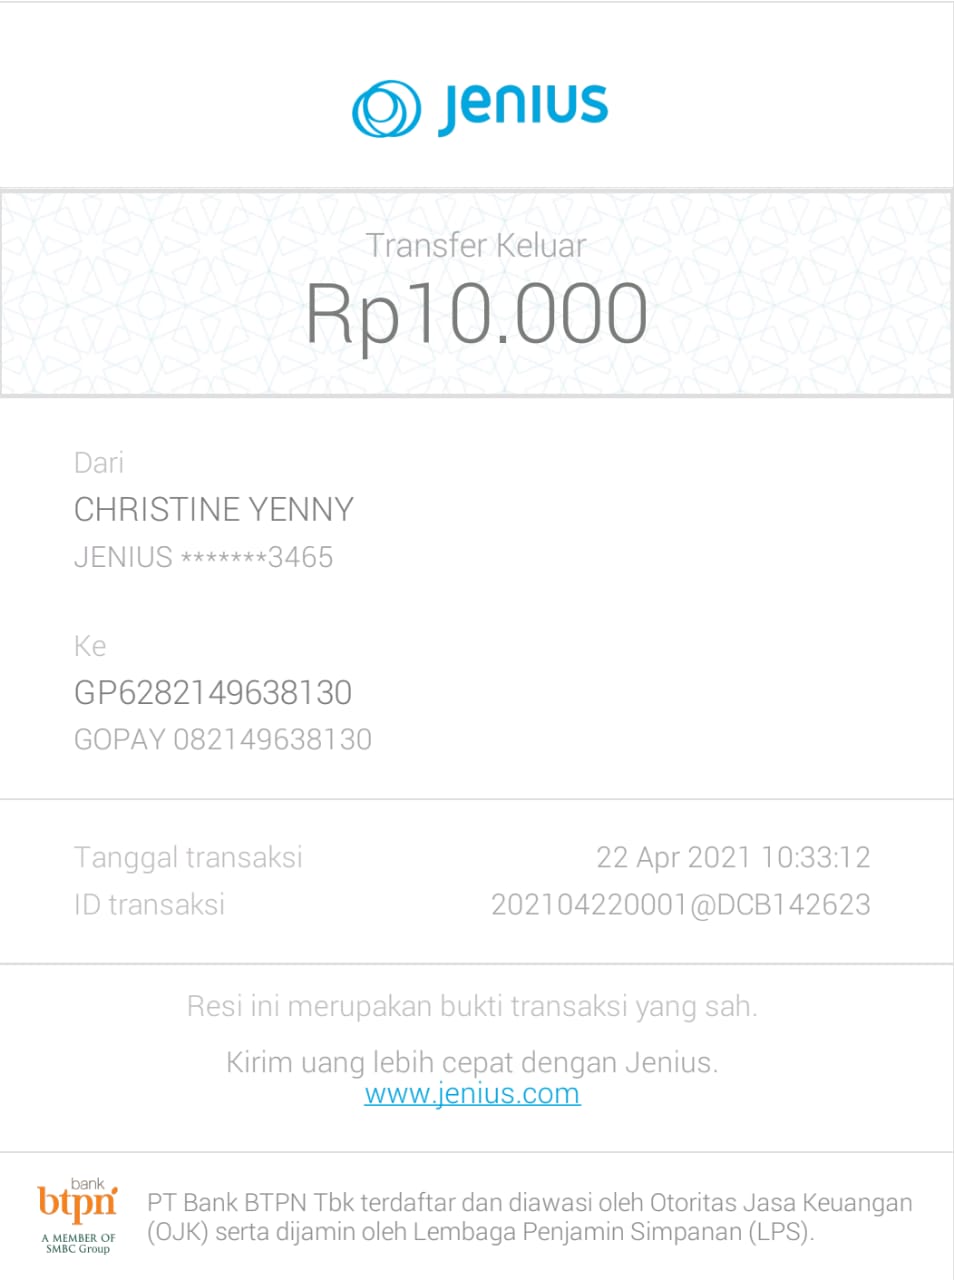 Jenius
Transfer Keluar
Rp10.000
Dari
CHRISTINE YENNY
JENIUS *******3465
Ke
GP6282149638130
GOPAY 082149638130
Tanggal transaksi 22 Apr 2021 10:33:12
ID transaksi 202104220001@DCB142623
Resi ini merupakan bukti transaksi yang sah.
Kirim uang lebih cepat dengan Jenius.
www.jenius.com
bank
btpn
A MEMBER OF
SMBC Group
PT Bank BTPN Tbk terdaftar dan diawasi oleh Otoritas Jasa Keuangan
(OJK) serta dijamin oleh Lembaga Penjamin Simpanan (LPS).